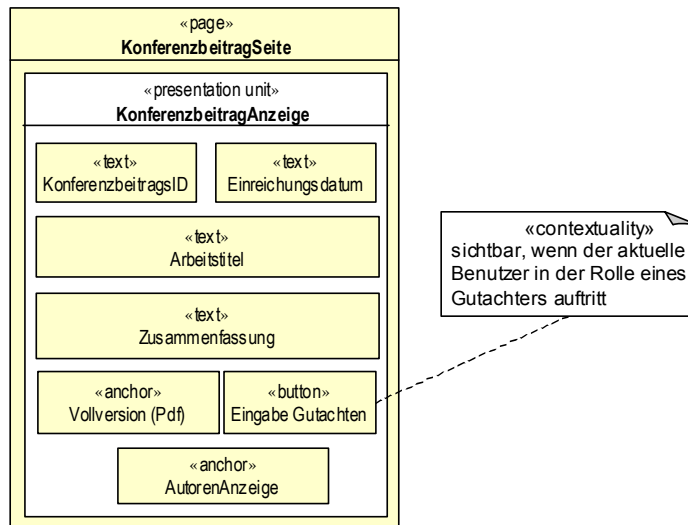 «page»
KonferenzbeitragSeite
«presentation unit»
KonferenzbeitragAnzeige
«text»
KonferenzbeitragsID
«text»
Einreichungsdatum
«text»
Arbeitstitel
«text»
Zusammenfassung
«anchor»
Vollversion (Pdf)
«button»
Eingabe Gutachten
«anchor»
AutorenAnzeige
«contextuality»
sichtbar, wenn der aktuelle
Benutzer in der Rolle eines
Gutachters auftritt